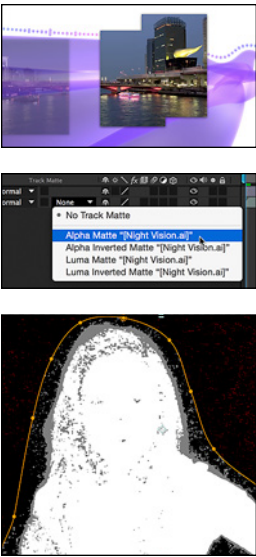 Track Matte
ormal
ormal None
No Track Matte
Alpha Matte “[Night Vision.ai]”
Alpha Inverted Matte “[Night Vision.ai]”
Luma Matte “[Night Vision.ai]”
Luma Inverted Matte “[Night Vision.ai]”